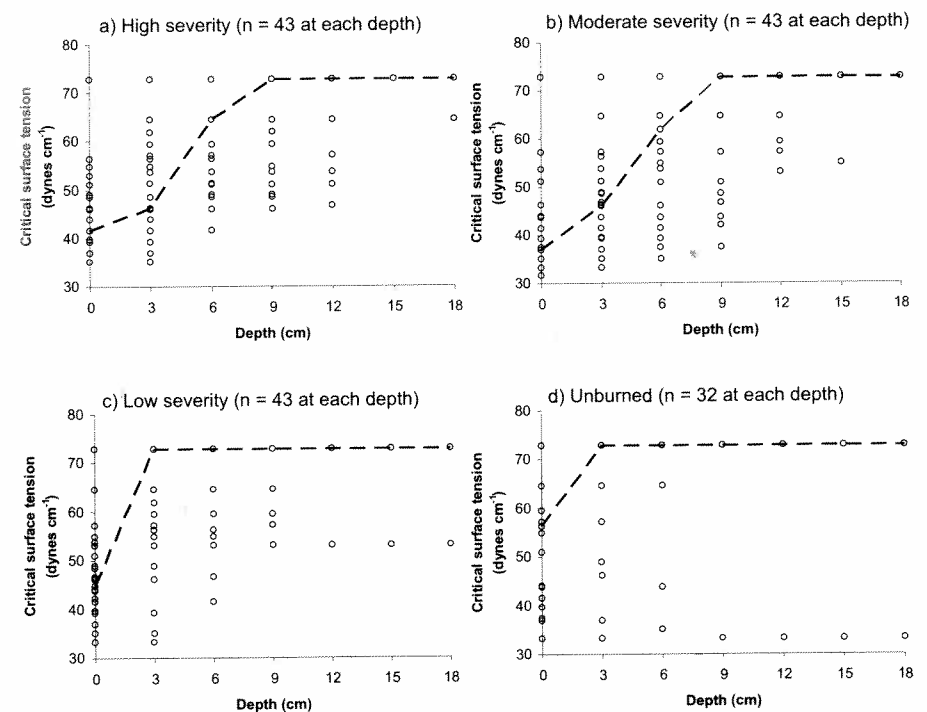 a) High severity (n = 43 at each depth)
80
70
60
50
40
30
0 3 6 9 12 15 18
Depth (cm)
Critical surface tension
(dynes cm-1)
b) Moderate severity (n = 43 at each depth)
80
70
60
50
40
30
0 3 6 9 12 15 18
Depth (cm)
Critical surface tension
(dynes cm-1)
c) Low severity (n = 43 at each depth)
80
70
60
50
40
30
0 3 6 9 12 15 18
Depth (cm)
Critical surface tension
(dynes cm-1)
d) Unburned (n = 32 at each depth)
80
70
60
50
40
30
0 3 6 9 12 15 18
Depth (cm)
Critical surface tension
(dynes cm-1)